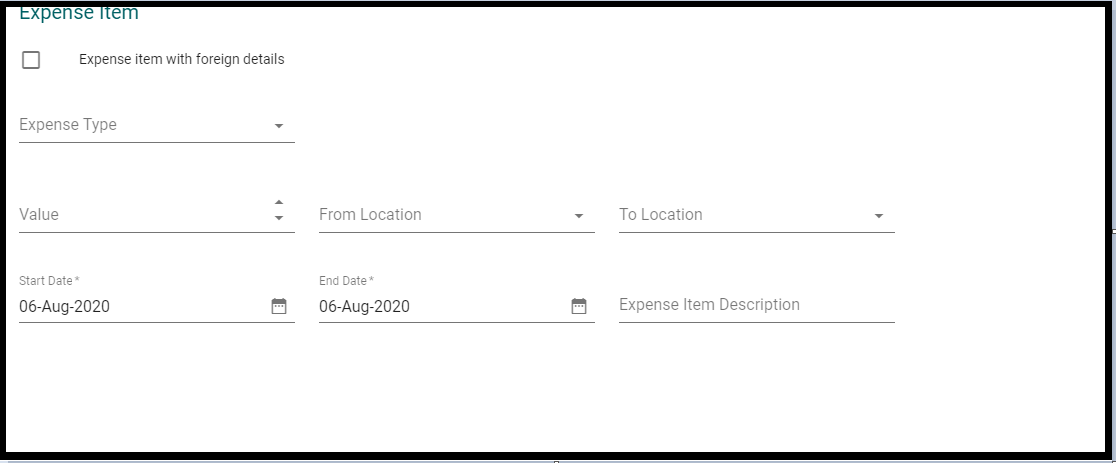 Expense Item
Expense item with foreign details
Expense Type
Value
From Location
To Location
Start Date *
End Date *
06-Aug-2020
06-Aug-2020
Expense Item Description